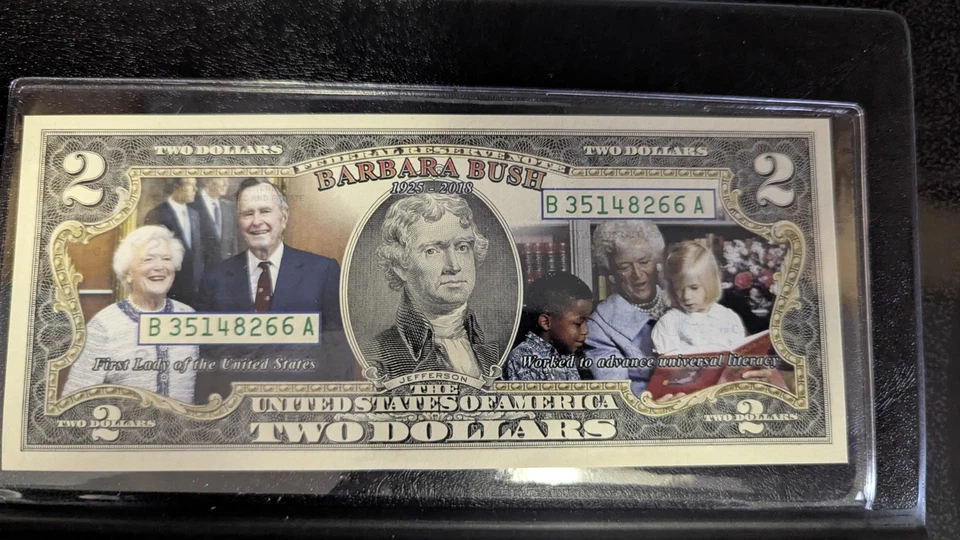 2 TWO DOLLARS FEDERAL RESERVE NOTE TWO DOLLARS 2
BARBARA BUSH
1925 - 2018
B 35148266 A
B 35148266 A
First Lady of the United States
Worked to advance universal literacy
JEFFERSON
THE
UNITED STATES OF AMERICA
TWO DOLLARS
2
TWO DOLLARS
2
TWO DOLLARS